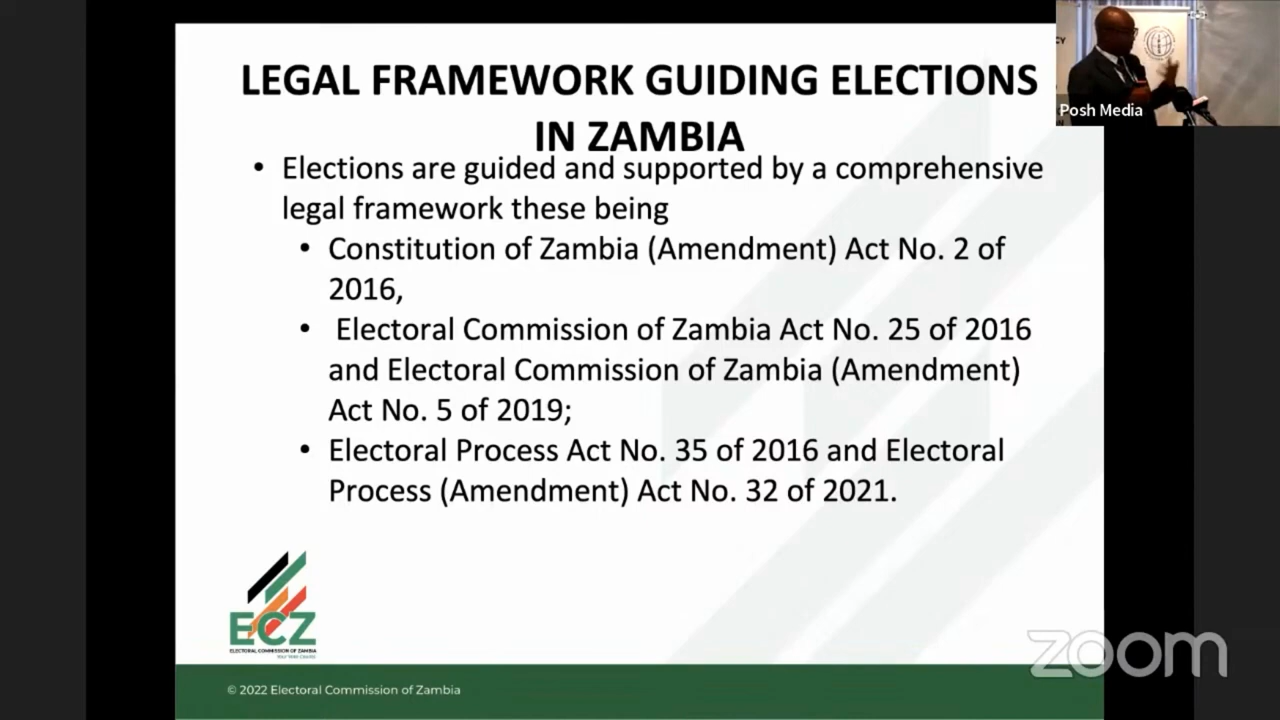 LEGAL FRAMEWORK GUIDING ELECTIONS
IN ZAMBIA
• Elections are guided and supported by a comprehensive
legal framework these being
• Constitution of Zambia (Amendment) Act No. 2 of
2016,
• Electoral Commission of Zambia Act No. 25 of 2016
and Electoral Commission of Zambia (Amendment)
Act No. 5 of 2019;
• Electoral Process Act No. 35 of 2016 and Electoral
Process (Amendment) Act No. 32 of 2021.
ECZ
ELECTORAL COMMISSION OF ZAMBIA
© 2022 Electoral Commission of Zambia
Posh Media
zoom